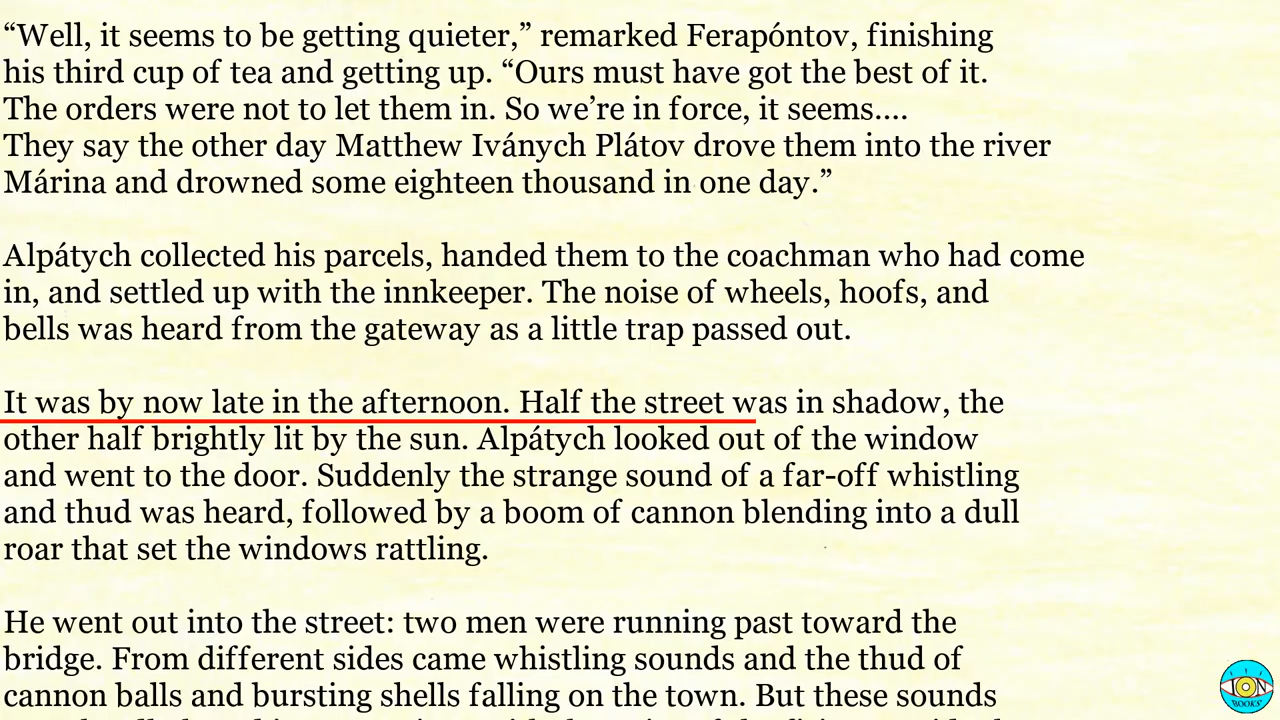 “Well, it seems to be getting quieter,” remarked Ferapóntov, finishing
his third cup of tea and getting up. “Ours must have got the best of it.
The orders were not to let them in. So we’re in force, it seems....
They say the other day Matthew Iványch Plátov drove them into the river
Márina and drowned some eighteen thousand in one day.”
Alpátych collected his parcels, handed them to the coachman who had come
in, and settled up with the innkeeper. The noise of wheels, hoofs, and
bells was heard from the gateway as a little trap passed out.
It was by now late in the afternoon. Half the street was in shadow, the
other half brightly lit by the sun. Alpátych looked out of the window
and went to the door. Suddenly the strange sound of a far-off whistling
and thud was heard, followed by a boom of cannon blending into a dull
roar that set the windows rattling.
He went out into the street: two men were running past toward the
bridge. From different sides came whistling sounds and the thud of
cannon balls and bursting shells falling on the town. But these sounds
ION
BOOKS